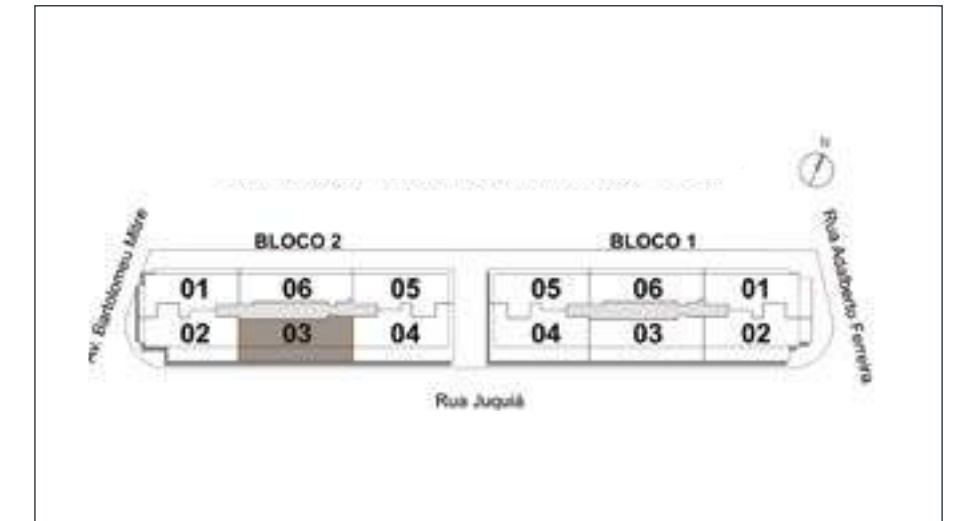 N
Av. Bartolomeu Mitre
BLOCO 2
BLOCO 1
Rua Adalberto Ferreira
01 06 05
05 06 01
02 03 04
04 03 02
Rua Juquiá